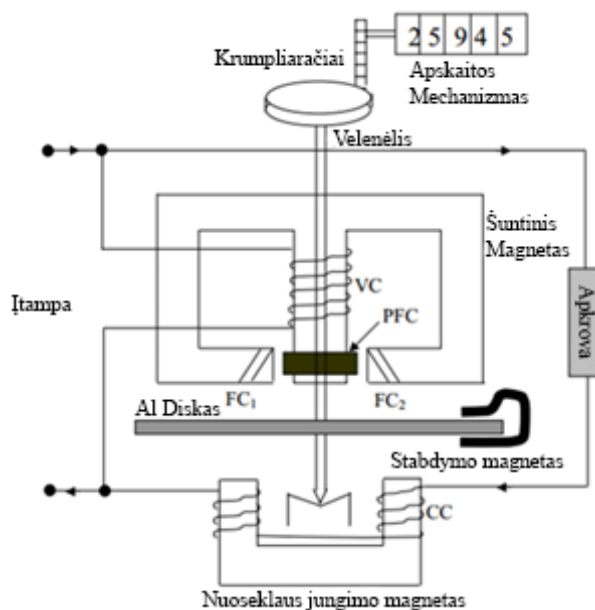 2 5 9 4 5
Krumpliaračiai
Apskaitos
Mechanizmas
Velenėlis
Šuntinis
Magnetas
VC
Įtampa
PFC
Apkrova
FC₁
FC₂
Al Diskas
Stabdymo magnetas
CC
Nuoseklaus jungimo magnetas